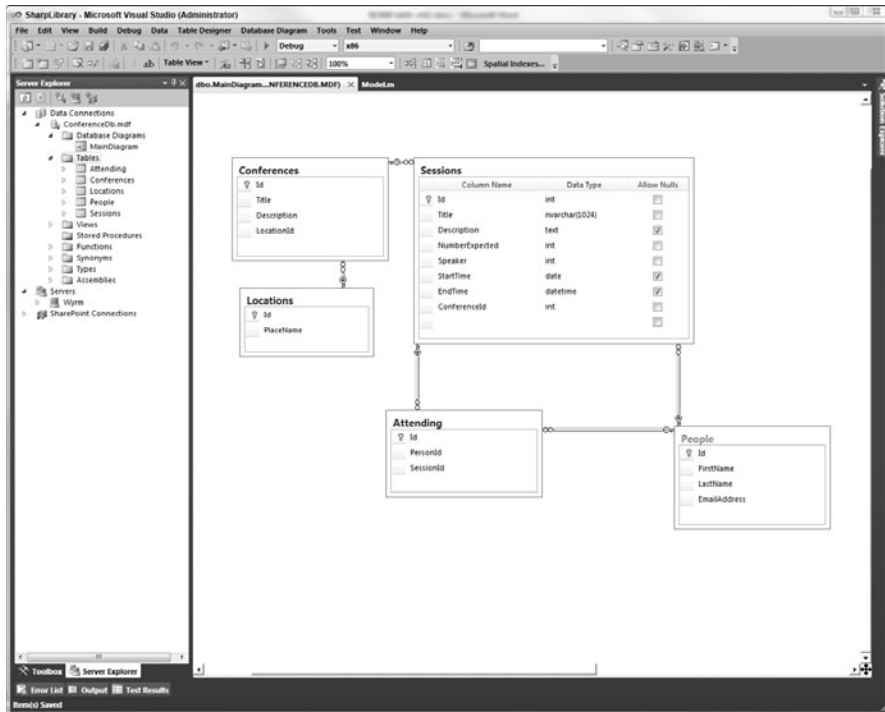 SharpLibrary - Microsoft Visual Studio (Administrator)
File Edit View Build Debug Data Table Designer Database Diagram Tools Test Window Help
Debug x86
ab Table View 100% Spatial Indexes...
Server Explorer
Data Connections
ConferenceDb.mdf
Database Diagrams
MainDiagram
Tables
Attending
Conferences
Locations
People
Sessions
Views
Stored Procedures
Functions
Synonyms
Types
Assemblies
Servers
Wyrm
SharePoint Connections
Toolbox Server Explorer
dbo.MainDiagram...NFERENCEDB.MDF) Model.m
Conferences
Id
Title
Description
LocationId
Locations
Id
PlaceName
Sessions
Column Name Data Type Allow Nulls
Id int
Title nvarchar(1024)
Description text
NumberExpected int
Speaker int
StartTime date
EndTime datetime
ConferenceId int
Attending
Id
PersonId
SessionId
People
Id
FirstName
LastName
EmailAddress
Solution Explorer
Error List Output Test Results
Item(s) Saved